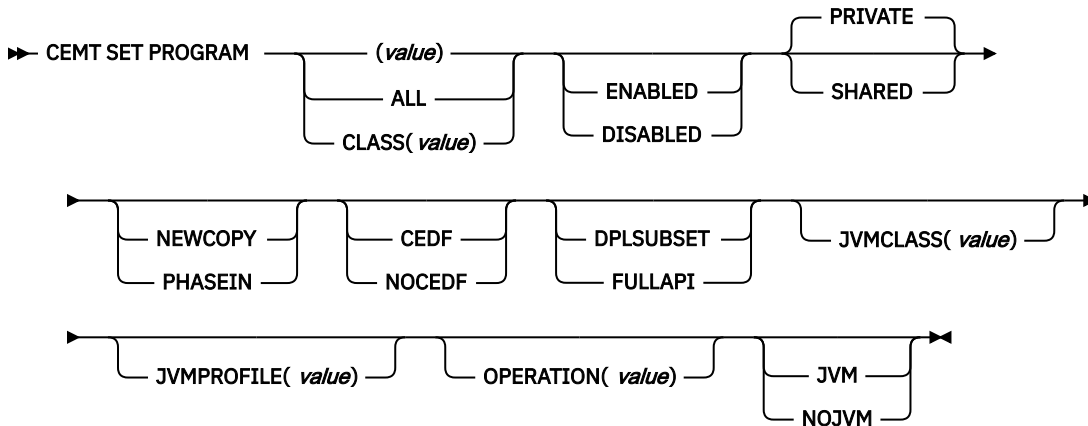 PRIVATE
CEMT SET PROGRAM (value)
ALL
CLASS( value)
ENABLED
DISABLED
SHARED
NEWCOPY
PHASEIN
CEDF
NOCEDF
DPLSUBSET
FULLAPI
JVMCLASS( value)
JVMPROFILE( value)
OPERATION( value)
JVM
NOJVM